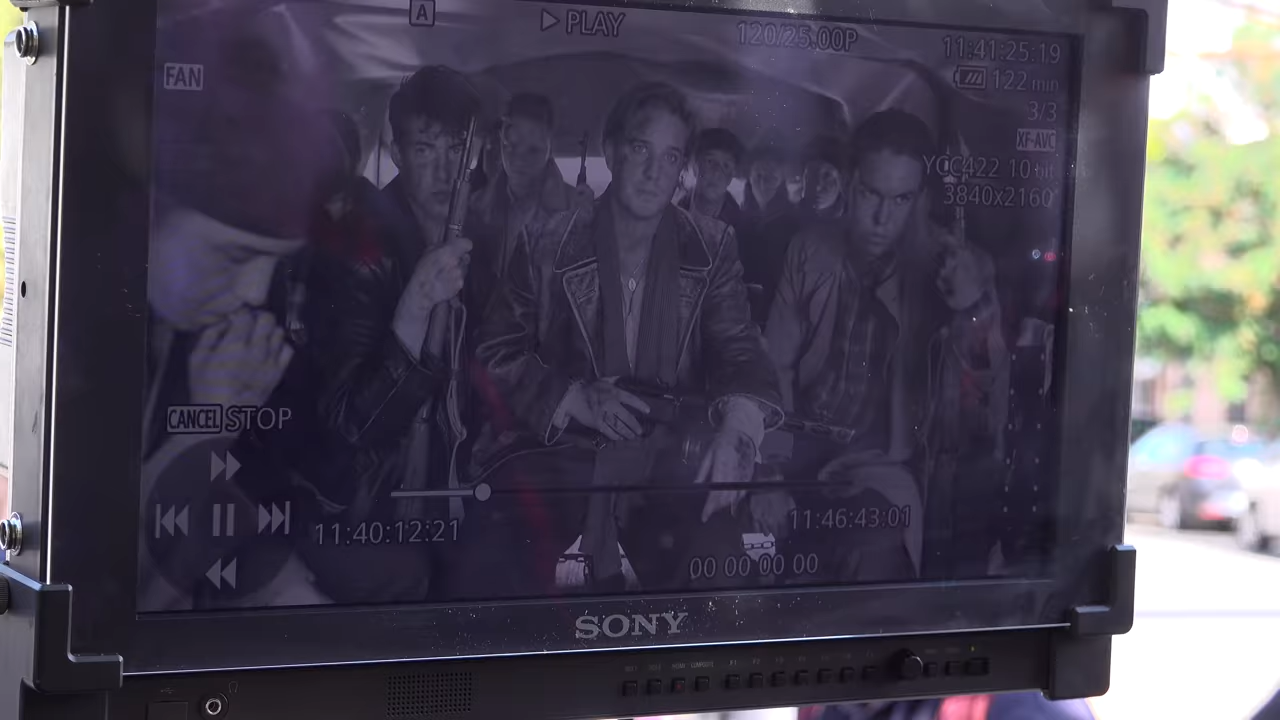 A
PLAY
120/25.00P
11:41:25:19
FAN
122 min
3/3
XF-AVC
YCC422 10
3840x2160
CANCEL STOP
11:40:12:21
11:46:43:01
00 00 00 00
SONY